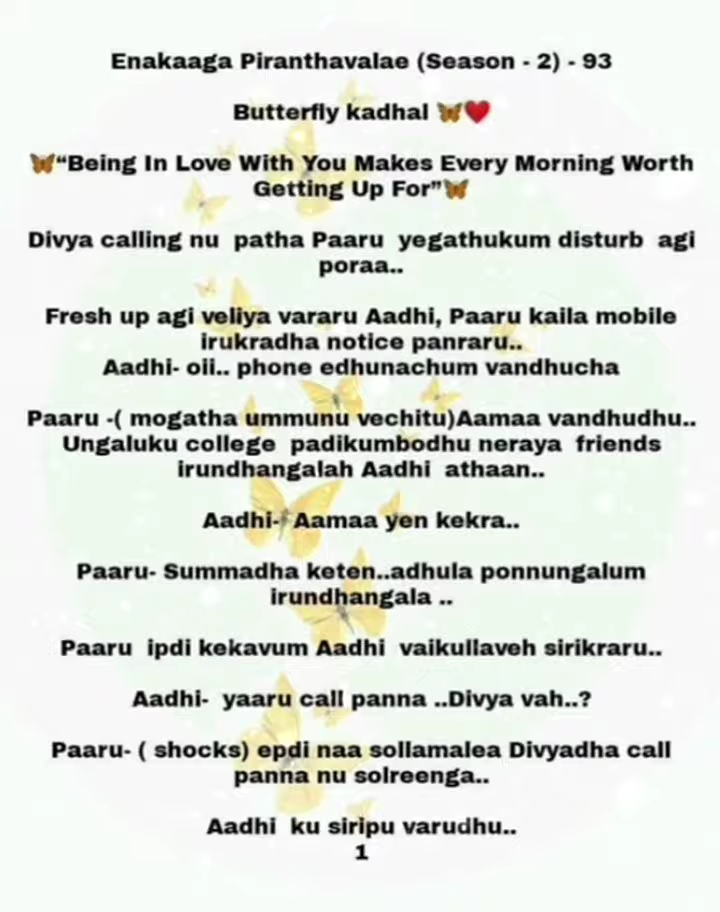 Enakaaga Piranthavalae (Season - 2) - 93
Butterfly kadhal 🦋❤️
🦋“Being In Love With You Makes Every Morning Worth
Getting Up For”🦋
Divya calling nu patha Paaru yegathukum disturb agi
poraa..
Fresh up agi veliya vararu Aadhi, Paaru kaila mobile
irukradha notice panraru..
Aadhi- oii.. phone edhunachum vandhucha
Paaru -( mogatha ummunu vechitu)Aamaa vandhudhu..
Ungaluku college padikumbodhu neraya friends
irundhangalah Aadhi athaan..
Aadhi- Aamaa yen kekra..
Paaru- Summadha keten..adhula ponnungalum
irundhangala ..
Paaru ipdi kekavum Aadhi vaikullaveh sirikraru..
Aadhi- yaaru call panna ..Divya vah..?
Paaru- ( shocks) epdi naa sollamalea Divyadha call
panna nu solreenga..
Aadhi ku siripu varudhu..
1